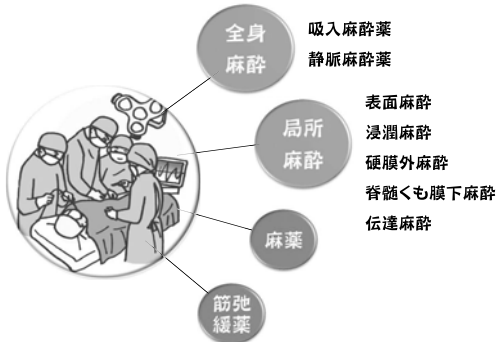 全身
麻酔
吸入麻酔薬
静脈麻酔薬
局所
麻酔
表面麻酔
浸潤麻酔
硬膜外麻酔
脊髄くも膜下麻酔
伝達麻酔
麻薬
筋弛
緩薬